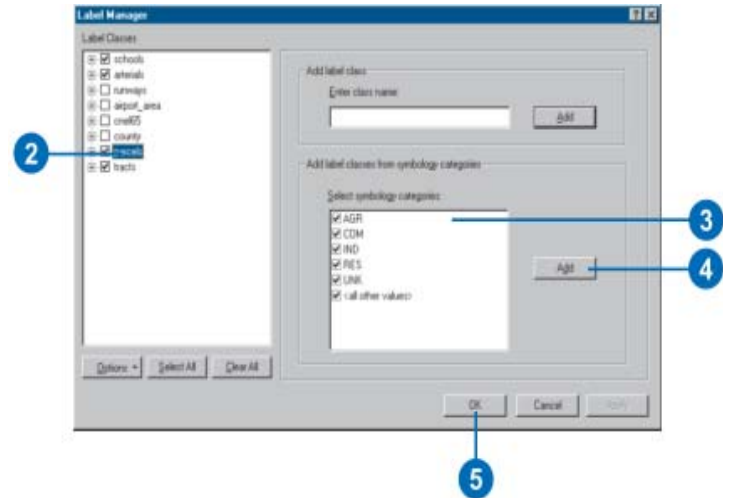 Label Manager
Label Classes
schools
arterials
runways
airport_area
cnel65
county
parcels
tracts
Options
Select All
Clear All
Add label class
Enter class name:
Add
Add label classes from symbology categories
Select symbology categories:
AGR
COM
IND
RES
UNK
<all other values>
Add
OK
Cancel
Apply
2
3
4
5